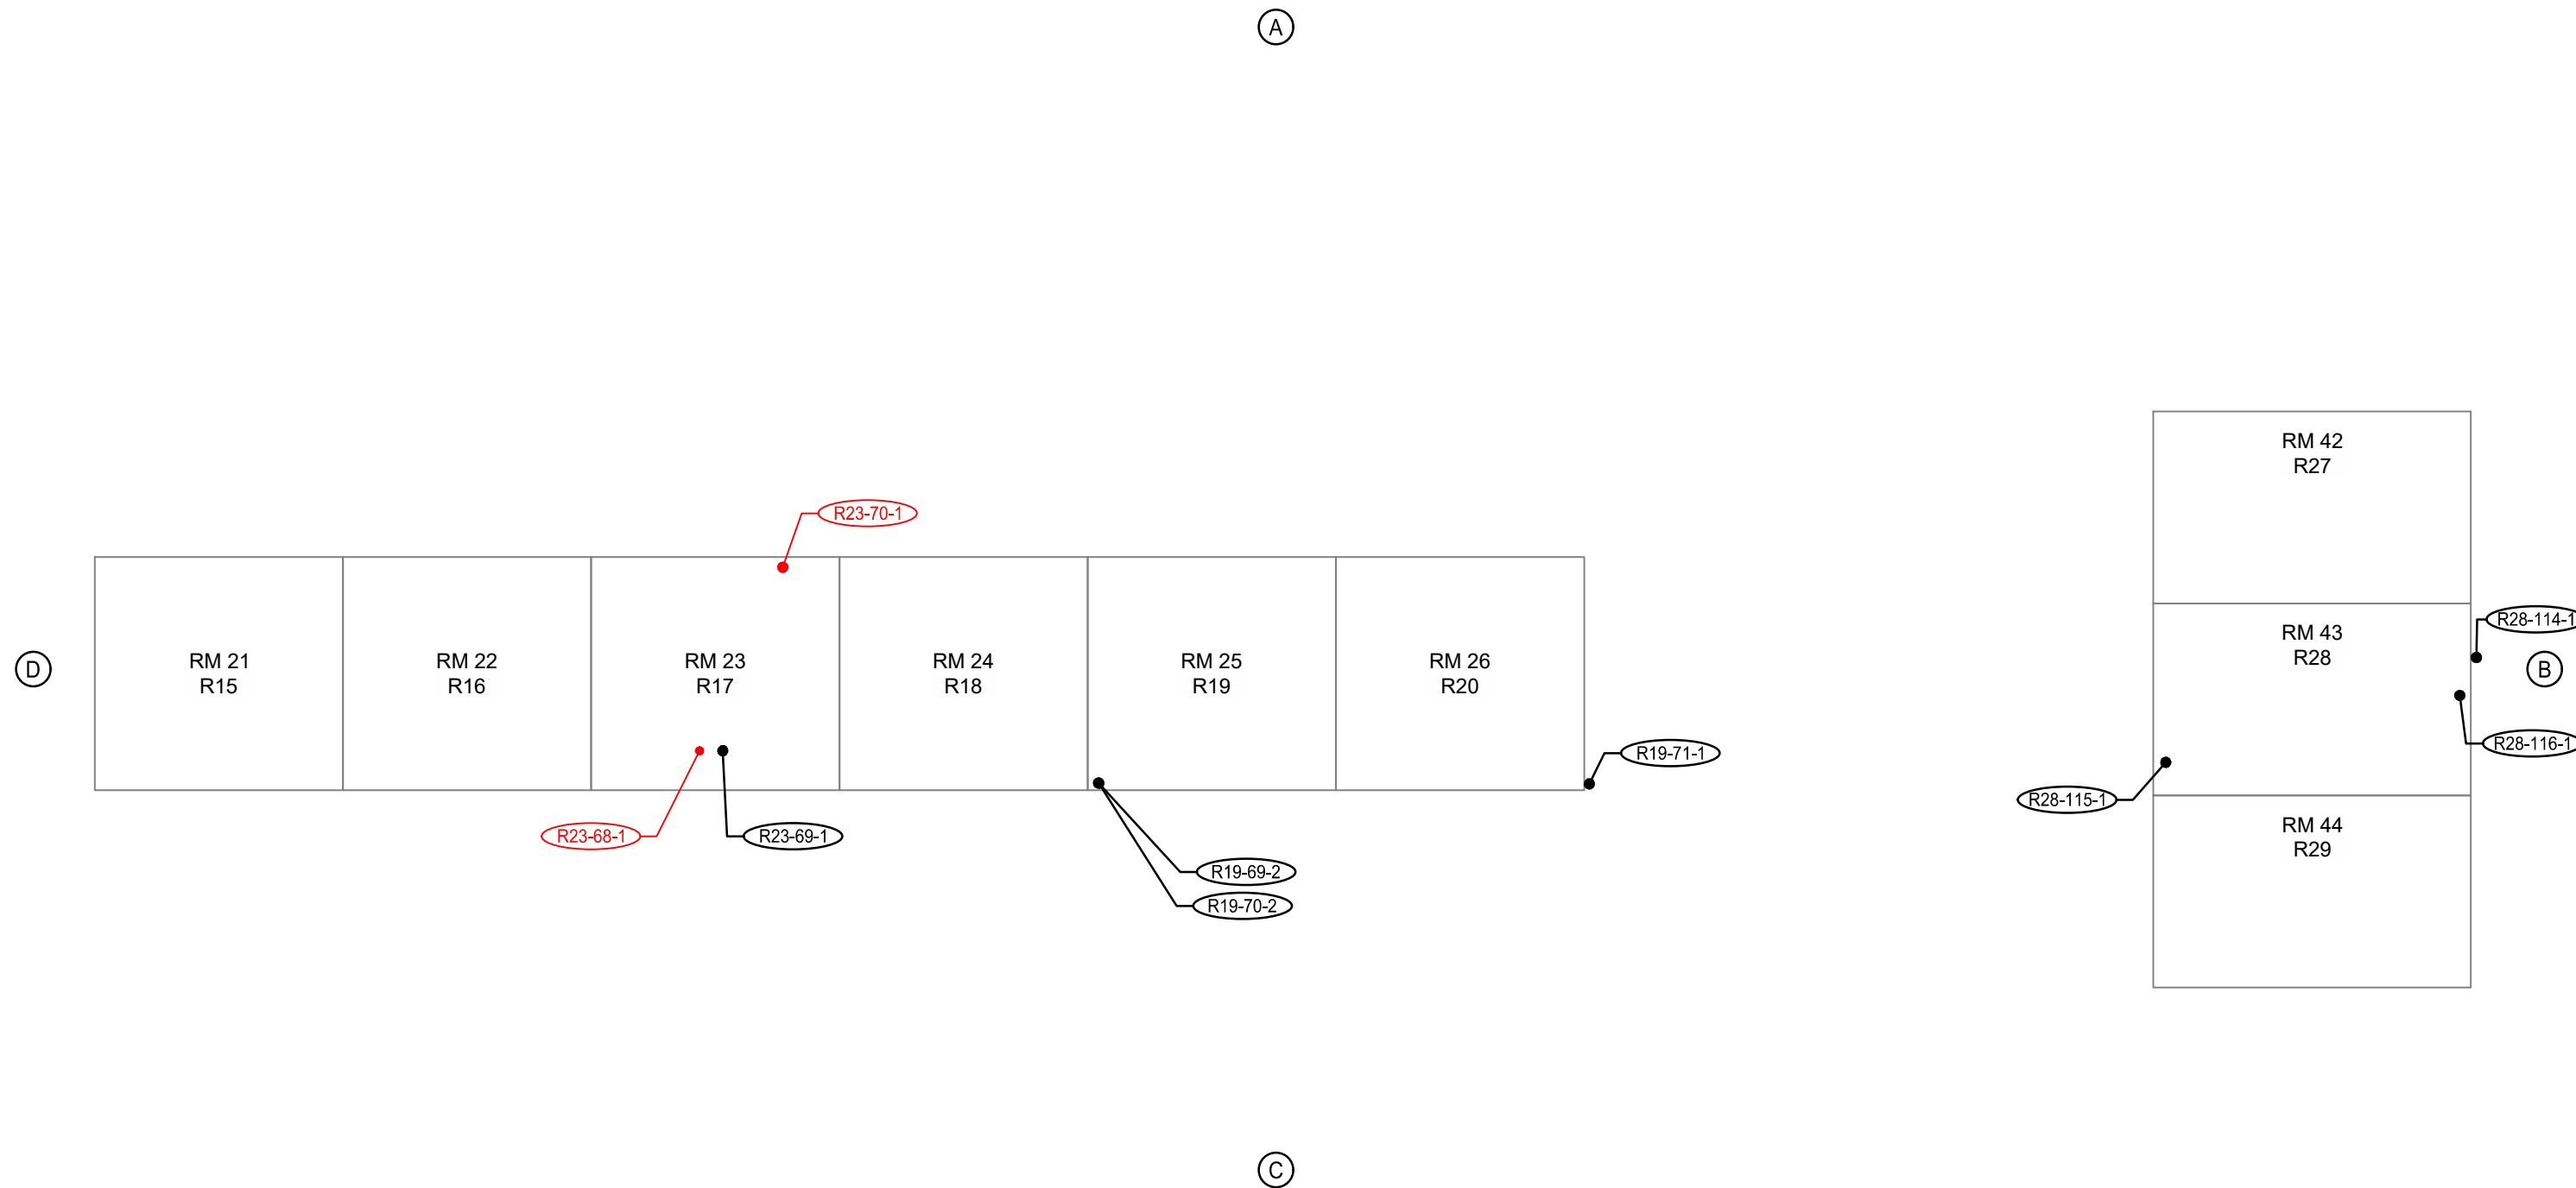 A
RM 42
R27
R23-70-1
R28-114-1
RM 43
R28
RM 21
R15
RM 22
R16
RM 23
R17
RM 24
R18
RM 25
R19
RM 26
R20
D
B
R28-116-1
R19-71-1
R28-115-1
RM 44
R29
R23-68-1
R23-69-1
R19-69-2
R19-70-2
C